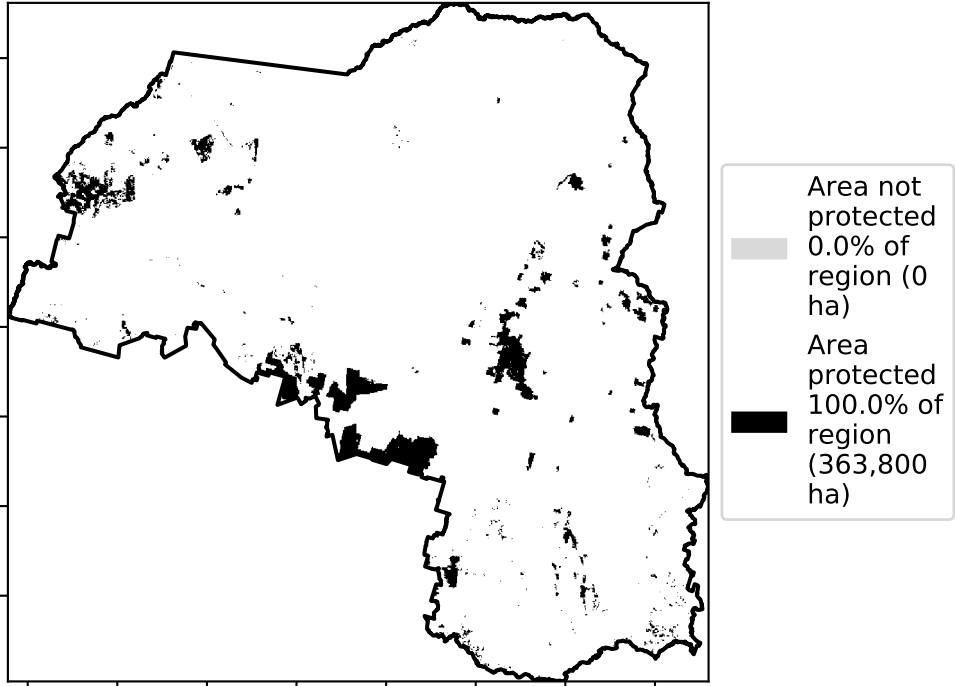 Area not
protected
0.0% of
region (0
ha)
Area
protected
100.0% of
region
(363,800
ha)